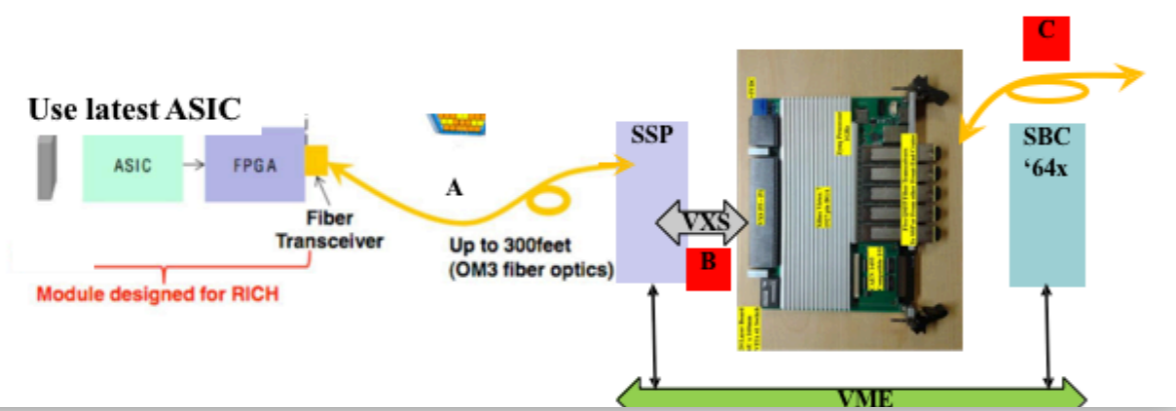 C
Use latest ASIC
ASIC
FPGA
SSP
SBC
‘64x
A
VXS
Fiber
Transceiver
Up to 300feet
(OM3 fiber optics)
B
Module designed for RICH
VME